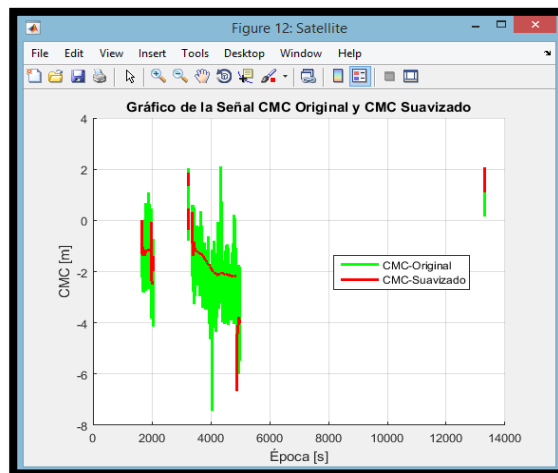 Figure 12: Satellite
File Edit View Insert Tools Desktop Window Help
Gráfico de la Señal CMC Original y CMC Suavizado
4
2
0
-2
-4
-6
-8
CMC [m]
CMC-Original
CMC-Suavizado
0 2000 4000 6000 8000 10000 12000 14000
Época [s]